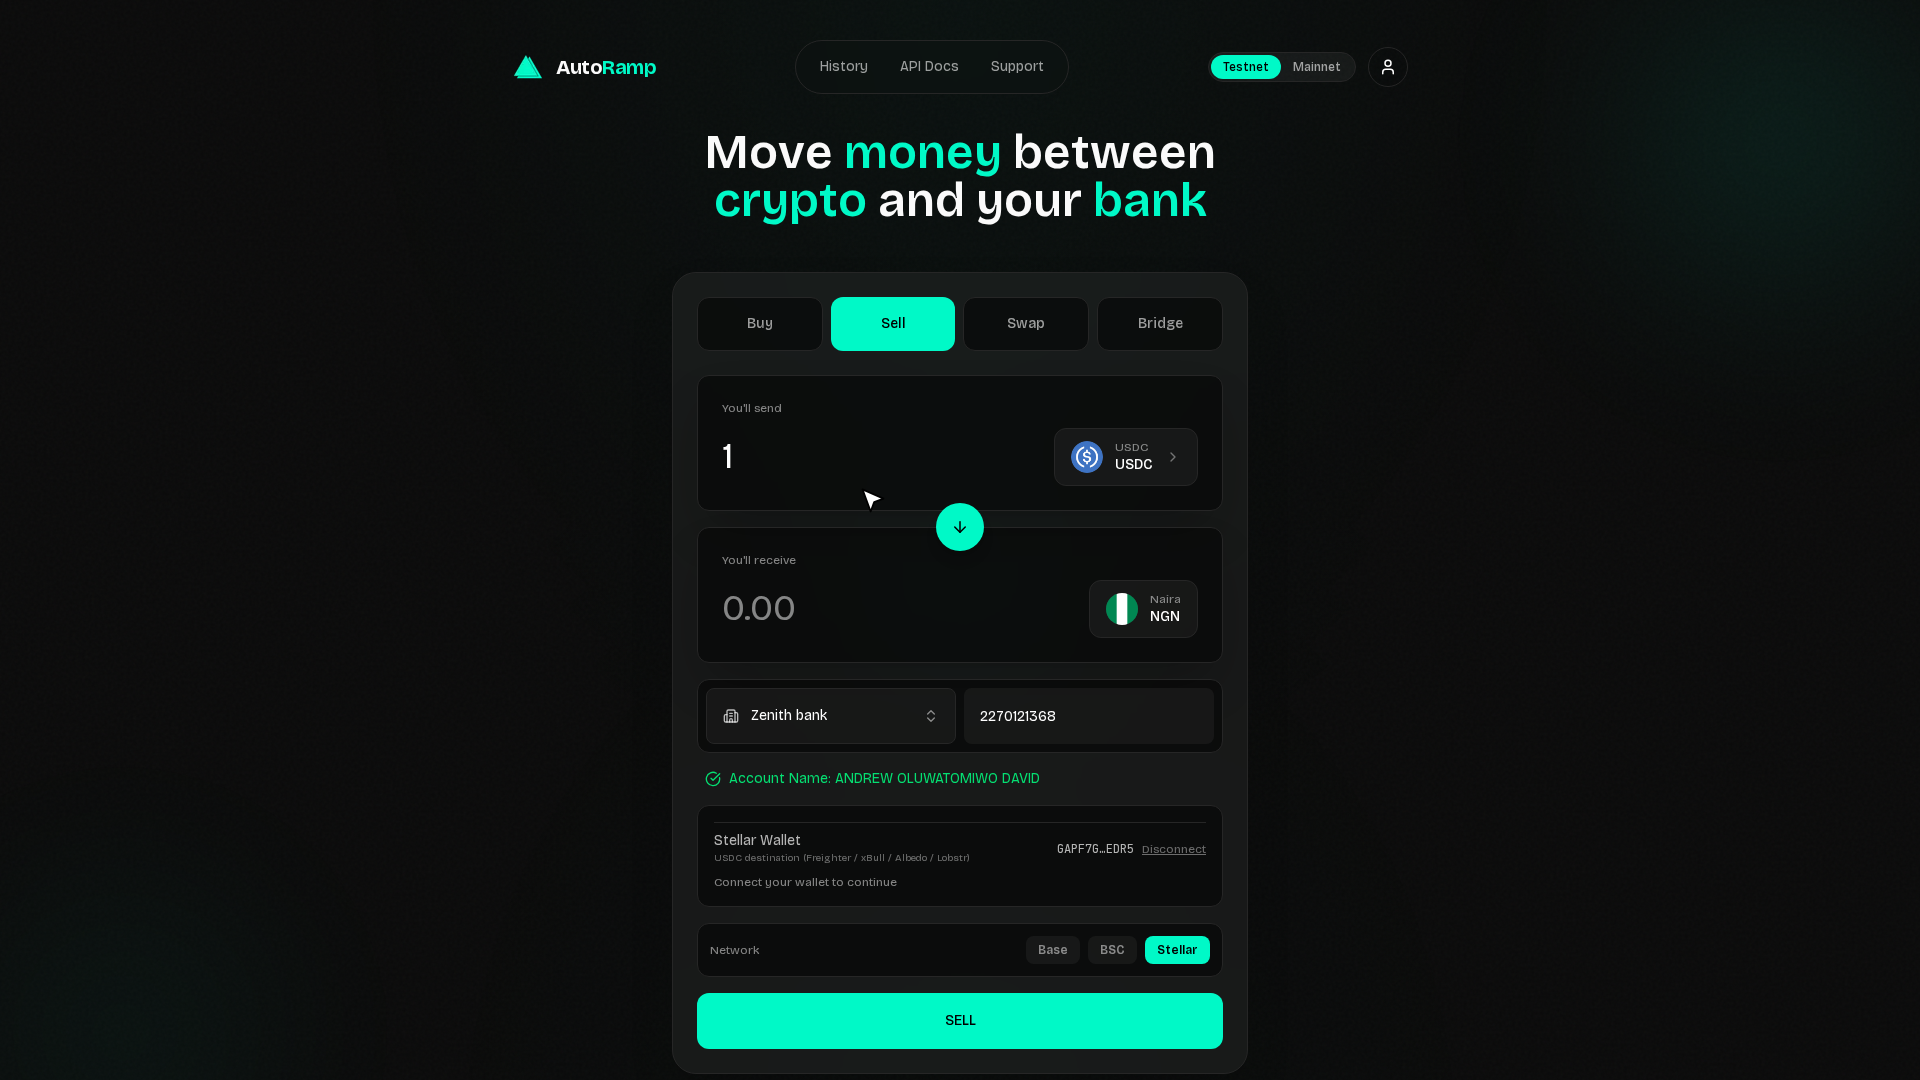 AutoRamp
History API Docs Support
Testnet Mainnet
Move money between
crypto and your bank
Buy Sell Swap Bridge
You'll send
1
USDC
USDC
You'll receive
0.00
Naira
NGN
Zenith bank
2270121368
Account Name: ANDREW OLUWATOMIWO DAVID
Stellar Wallet
USDC destination (Freighter / xBull / Albedo / Lobstr)
GAPF7G…EDR5 Disconnect
Connect your wallet to continue
Network Base BSC Stellar
SELL